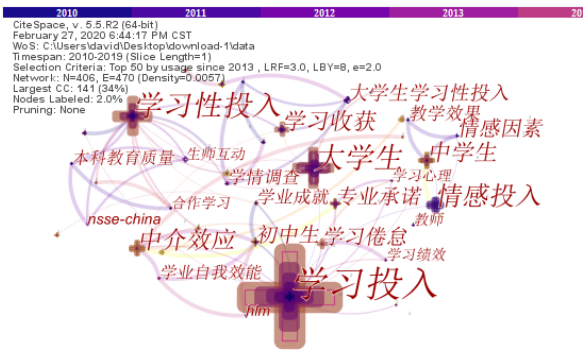 2010 2011 2012 2013
CiteSpace, v. 5.5.R2 (64-bit)
February 27, 2020 6:44:17 PM CST
WoS: C:\Users\david\Desktop\download-1\data
Timespan: 2010-2019 (Slice Length=1)
Selection Criteria: Top 50 by usage since 2013 , LRF=3.0, LBY=8, e=2.0
Network: N=406, E=470 (Density=0.0057)
Largest CC: 141 (34%)
Nodes Labeled: 2.0%
Pruning: None
学习性投入
大学生学习性投入
学习收获
教学效果
情感因素
本科教育质量
生师互动
大学生
中学生
学情调查
学习心理
合作学习
学业成就
专业承诺
情感投入
nsse-china
教师
中介效应
初中生
学习倦怠
学习绩效
学业自我效能
学习投入
hlm